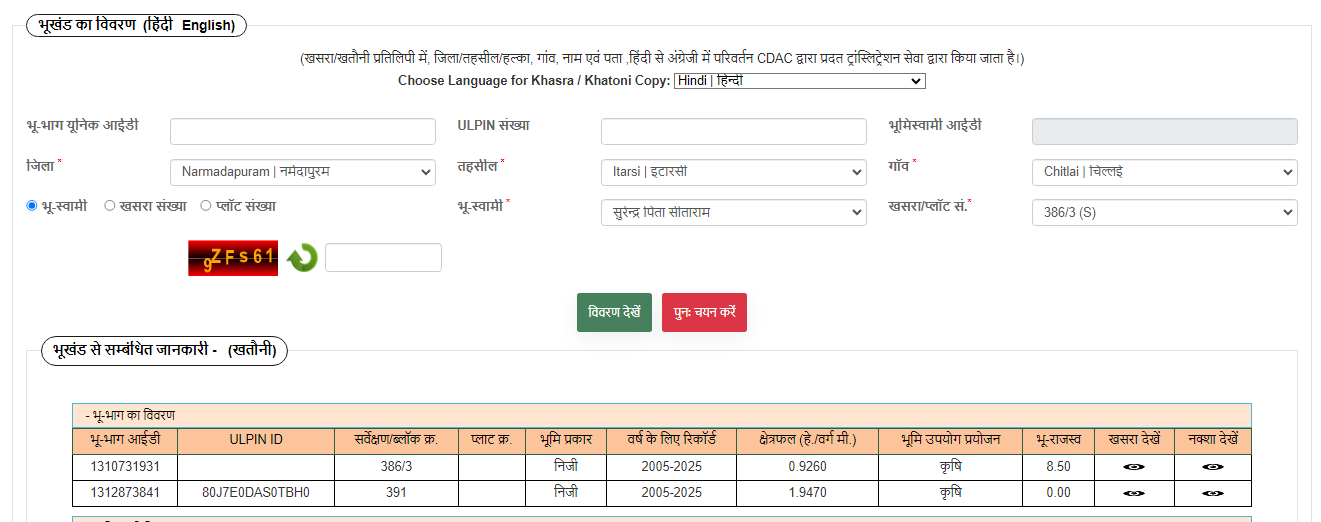 भूखंड का विवरण (हिंदी English)
(खसरा/खतौनी प्रतिलिपी में, जिला/तहसील/हल्का, गांव, नाम एवं पता ,हिंदी से अंग्रेजी में परिवर्तन CDAC द्वारा प्रदत ट्रांस्लिट्रेशन सेवा द्वारा किया जाता है।)
Choose Language for Khasra / Khatoni Copy: Hindi | हिन्दी
भू-भाग यूनिक आईडी ULPIN संख्या भूमिस्वामी आईडी
जिला * Narmadapuram | नर्मदापुरम तहसील * Itarsi | इटारसी गाँव * Chitlai | चिल्लई
भू-स्वामी खसरा संख्या प्लॉट संख्या भू-स्वामी * सुरेन्द्र पिता सीताराम खसरा/प्लॉट सं.* 386/3 (S)
9ZFs61
विवरण देखें पुनः चयन करें
भूखंड से सम्बंधित जानकारी - (खतौनी)
- भू-भाग का विवरण
भू-भाग आईडी ULPIN ID सर्वेक्षण/ब्लॉक क्र. प्लाट क्र. भूमि प्रकार वर्ष के लिए रिकॉर्ड क्षेत्रफल (हे./वर्ग मी.) भूमि उपयोग प्रयोजन भू-राजस्व खसरा देखें नक्शा देखें
1310731931 386/3 निजी 2005-2025 0.9260 कृषि 8.50
1312873841 80J7E0DAS0TBH0 391 निजी 2005-2025 1.9470 कृषि 0.00